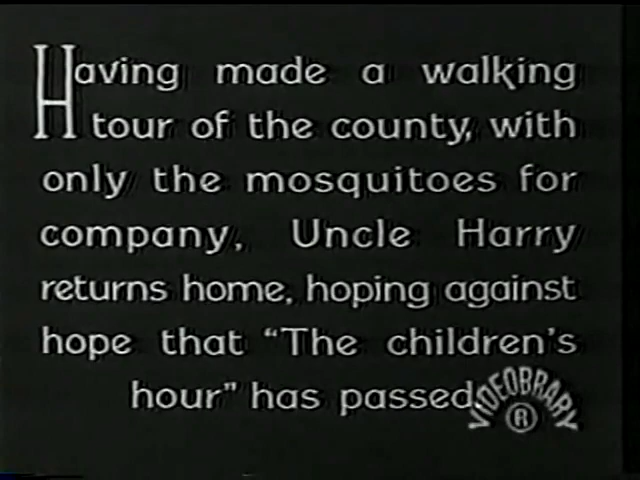 Having made a walking
tour of the county, with
only the mosquitoes for
company, Uncle Harry
returns home, hoping against
hope that “The children’s
hour” has passed.
VIDEOBRARY
®